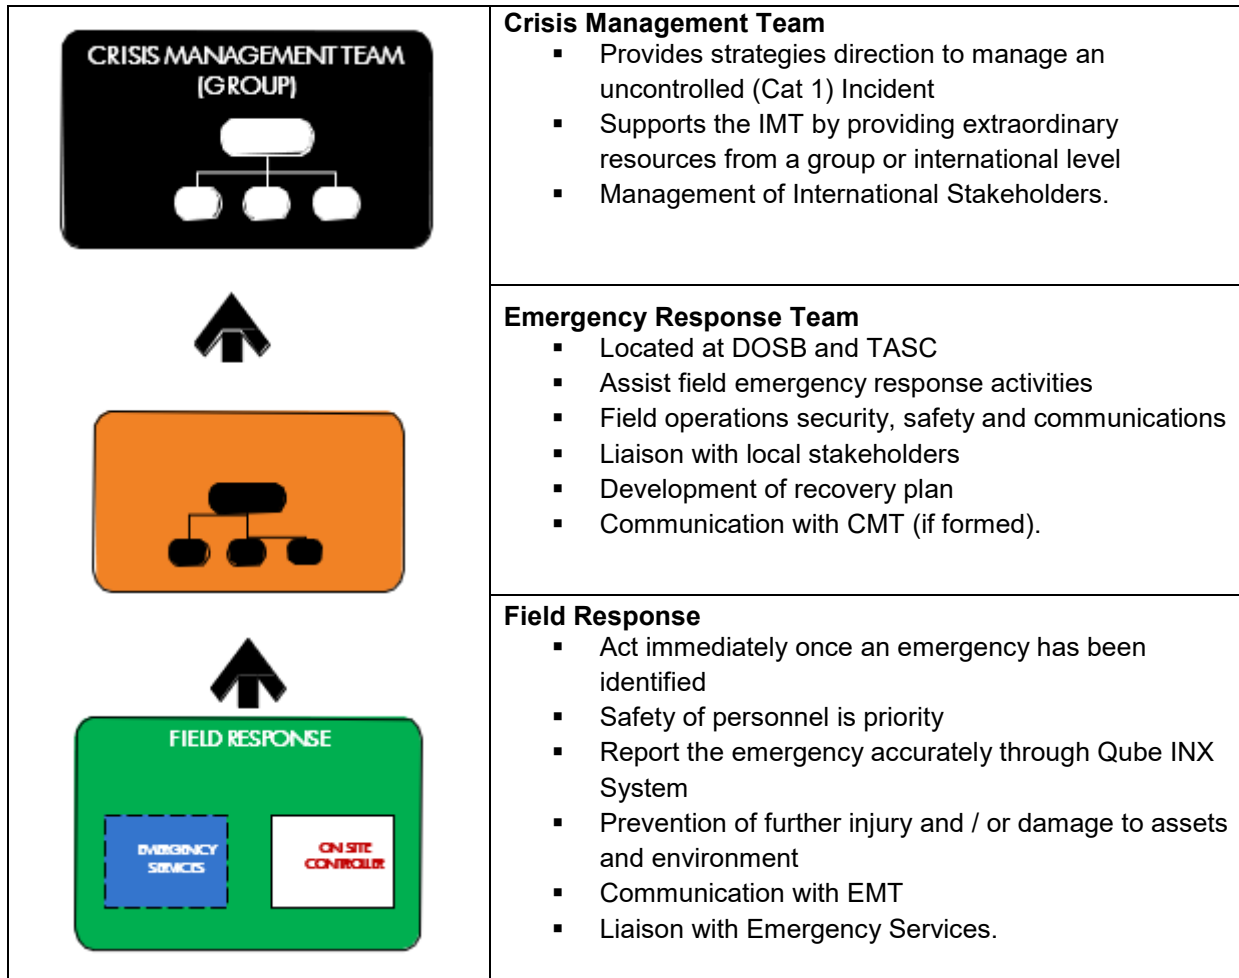 CRISIS MANAGEMENT TEAM
(GROUP)
Crisis Management Team
▪ Provides strategies direction to manage an
uncontrolled (Cat 1) Incident
▪ Supports the IMT by providing extraordinary
resources from a group or international level
▪ Management of International Stakeholders.
Emergency Response Team
▪ Located at DOSB and TASC
▪ Assist field emergency response activities
▪ Field operations security, safety and communications
▪ Liaison with local stakeholders
▪ Development of recovery plan
▪ Communication with CMT (if formed).
FIELD RESPONSE
EMERGENCY
SERVICES
ON SITE
CONTROLLER
Field Response
▪ Act immediately once an emergency has been
identified
▪ Safety of personnel is priority
▪ Report the emergency accurately through Qube INX
System
▪ Prevention of further injury and / or damage to assets
and environment
▪ Communication with EMT
▪ Liaison with Emergency Services.